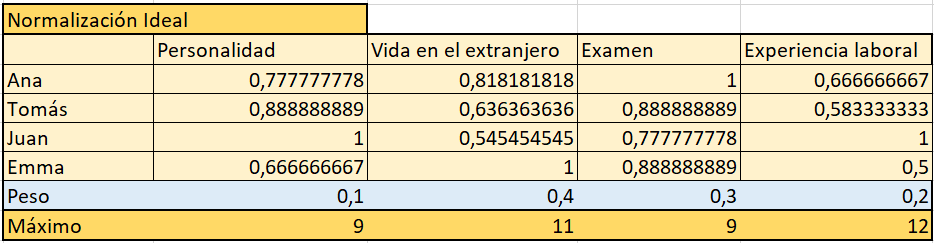 Normalización Ideal
Personalidad Vida en el extranjero Examen Experiencia laboral
Ana 0,777777778 0,818181818 1 0,666666667
Tomás 0,888888889 0,636363636 0,888888889 0,583333333
Juan 1 0,545454545 0,777777778 1
Emma 0,666666667 1 0,888888889 0,5
Peso 0,1 0,4 0,3 0,2
Máximo 9 11 9 12